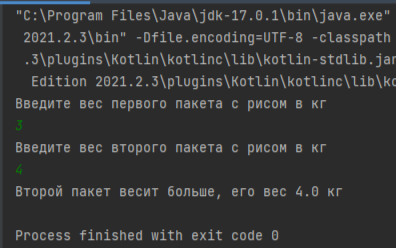 "C:\Program Files\Java\jdk-17.0.1\bin\java.exe"
2021.2.3\bin" -Dfile.encoding=UTF-8 -classpath
.3\plugins\Kotlin\kotlinc\lib\kotlin-stdlib.jar
Edition 2021.2.3\plugins\Kotlin\kotlinc\lib\ko
Введите вес первого пакета с рисом в кг
3
Введите вес второго пакета с рисом в кг
4
Второй пакет весит больше, его вес 4.0 кг
Process finished with exit code 0